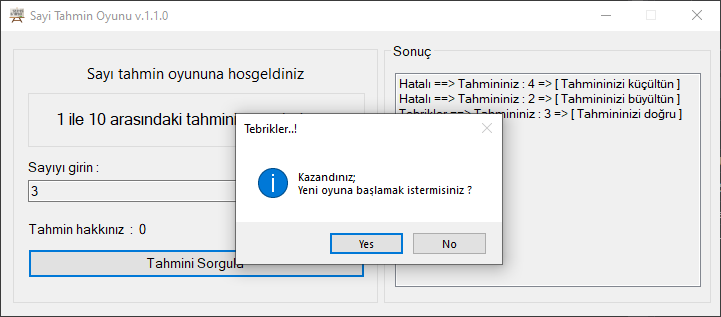 Sayi Tahmin Oyunu v.1.1.0
Sayı tahmin oyununa hosgeldiniz
1 ile 10 arasındaki tahmini
Sayıyı girin :
3
Tahmin hakkınız : 0
Tahmini Sorgula
Sonuç
Hatalı ==> Tahmininiz : 4 => [ Tahmininizi küçültün ]
Hatalı ==> Tahmininiz : 2 => [ Tahmininizi büyültün ]
Tebrikler ==> Tahmininiz : 3 => [ Tahmininizi doğru ]
Tebrikler..!
Kazandınız;
Yeni oyuna başlamak istermisiniz ?
Yes
No